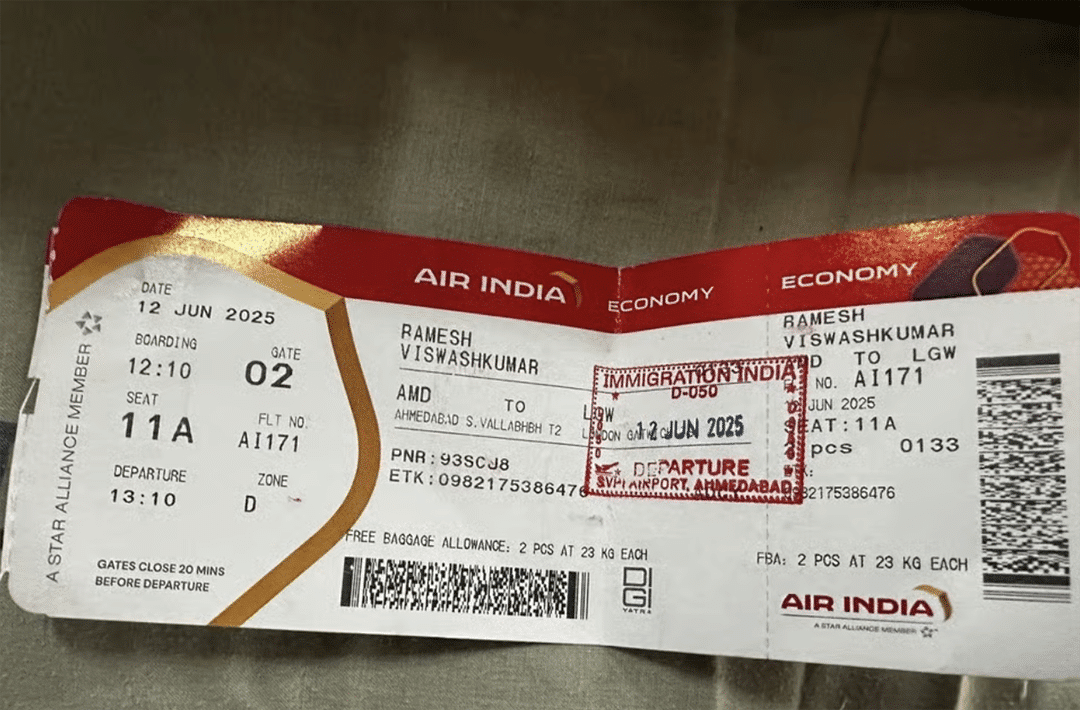 AIR INDIA
ECONOMY
ECONOMY
A STAR ALLIANCE MEMBER
DATE
12 JUN 2025
BOARDING
12:10
GATE
02
SEAT
11A
FLT NO.
AI171
DEPARTURE
13:10
ZONE
D
GATES CLOSE 20 MINS
BEFORE DEPARTURE
RAMESH
VISWASHKUMAR
AMD TO LGW
AHMEDABAD S.VALLABHBH T2
PNR:93SCJ8
ETK:0982175386476
FREE BAGGAGE ALLOWANCE: 2 PCS AT 23 KG EACH
DIGI
YATRA
IMMIGRATION INDIA
D-050
12 JUN 2025
DEPARTURE
SVPI AIRPORT, AHMEDABAD
RAMESH
VISWASHKUMAR
TO LGW
NO. AI171
JUN 2025
SEAT:11A
pcs 0133
0982175386476
FBA: 2 PCS AT 23 KG EACH
AIR INDIA
A STAR ALLIANCE MEMBER